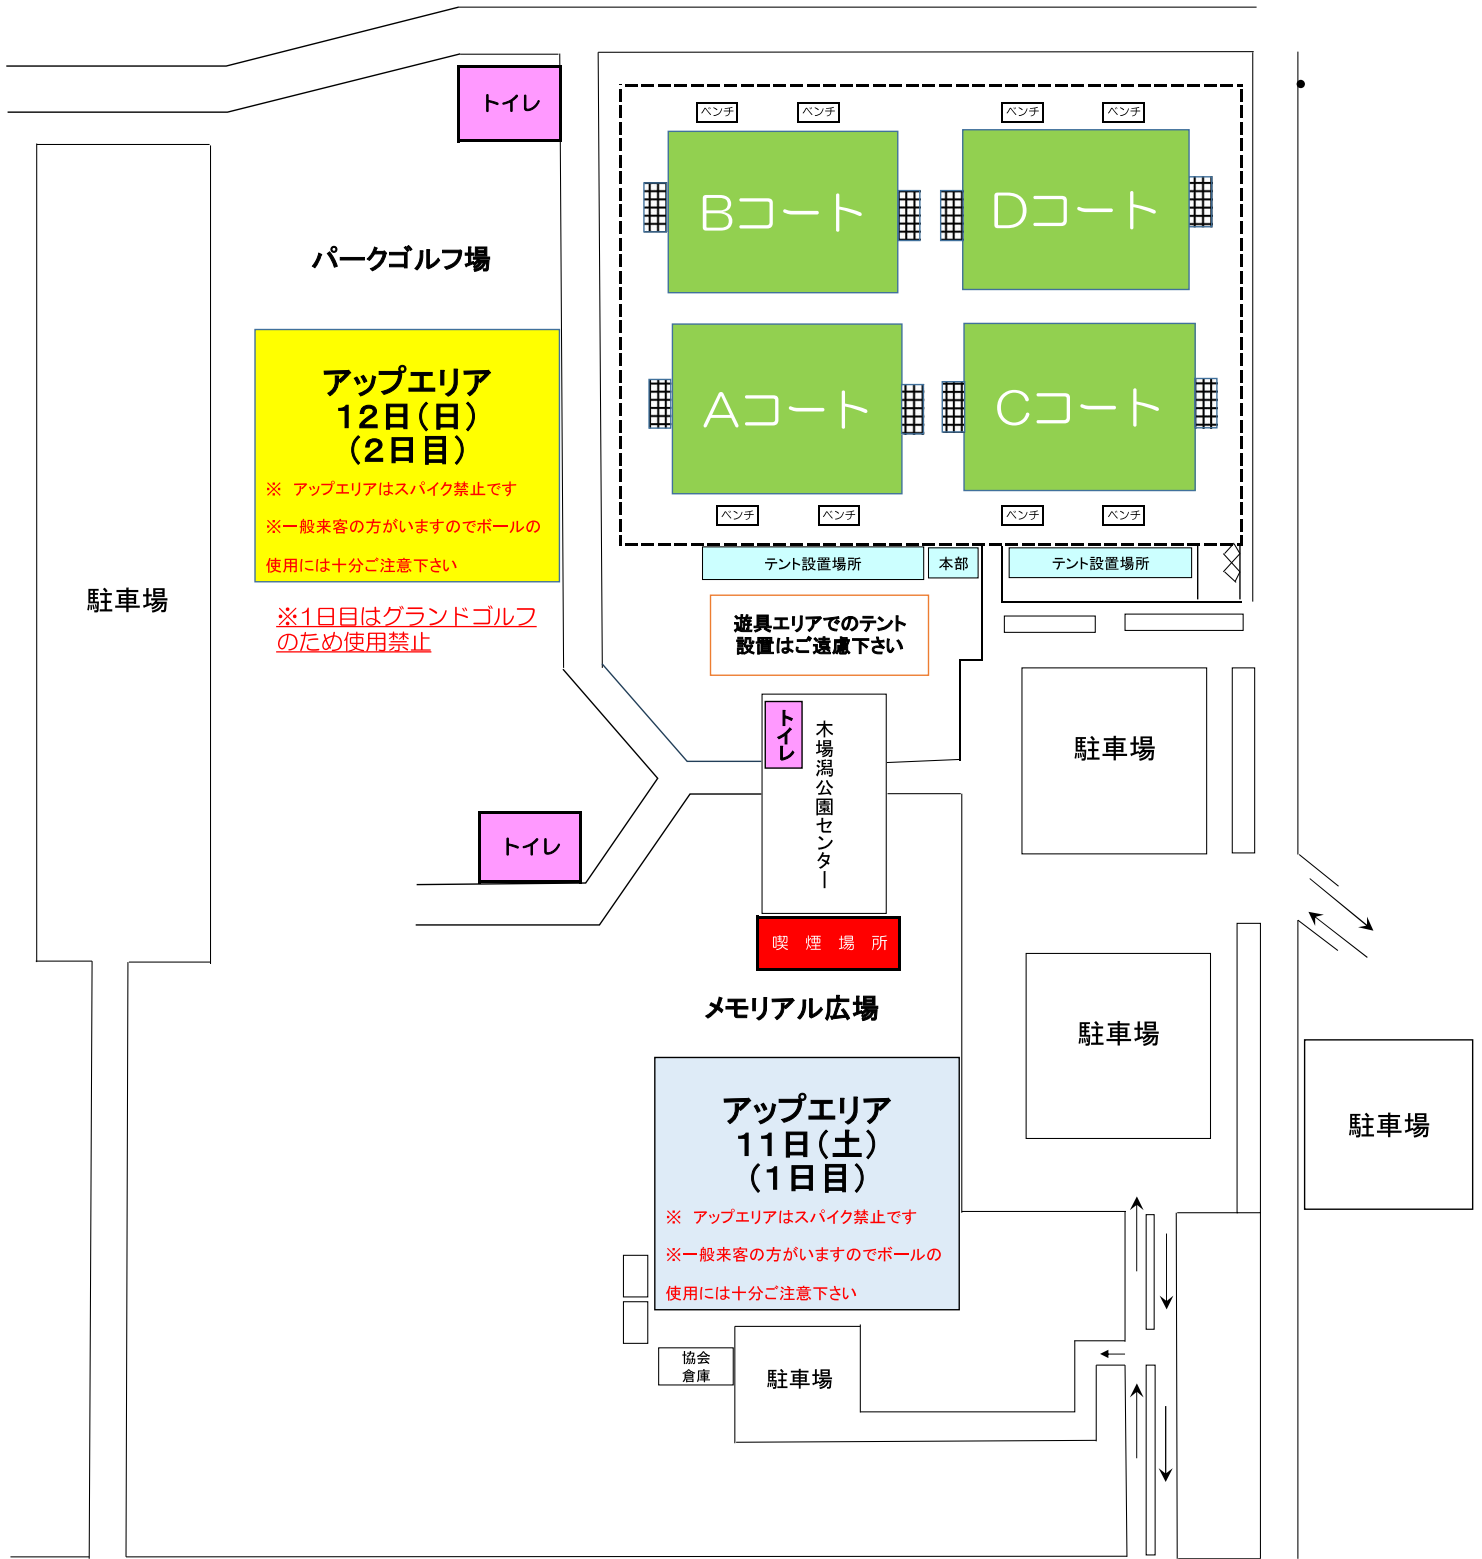 トイレ
ベンチ
ベンチ
ベンチ
ベンチ
Bコート
Dコート
パークゴルフ場
アップエリア
12日(日)
(2日目)
※ アップエリアはスパイク禁止です
※一般来客の方がいますのでボールの
使用には十分ご注意下さい
※1日目はグランドゴルフ
のため使用禁止
Aコート
Cコート
ベンチ
ベンチ
ベンチ
ベンチ
テント設置場所
本部
テント設置場所
駐車場
遊具エリアでのテント
設置はご遠慮下さい
トイレ
木場潟公園センター
駐車場
トイレ
喫 煙 場 所
メモリアル広場
駐車場
駐車場
アップエリア
11日(土)
(1日目)
※ アップエリアはスパイク禁止です
※一般来客の方がいますのでボールの
使用には十分ご注意下さい
協会
倉庫
駐車場